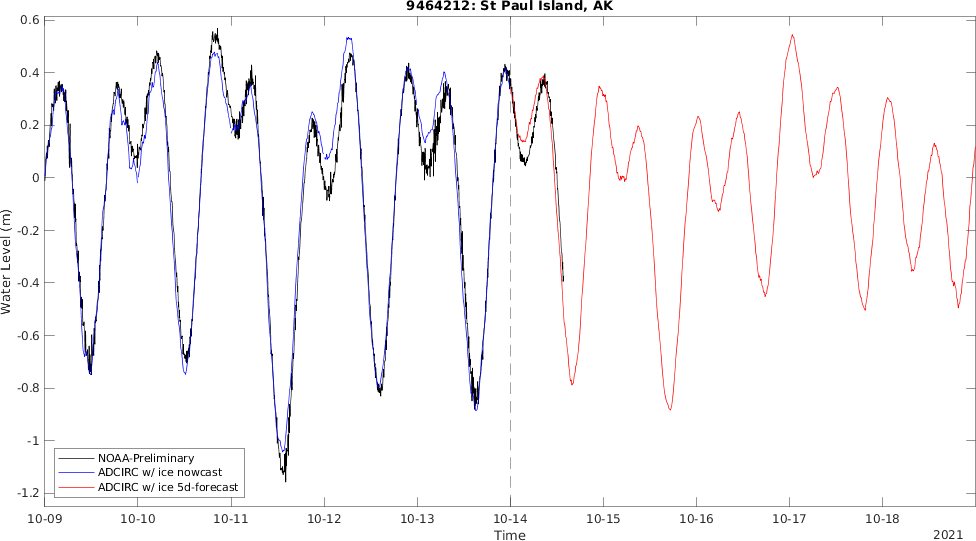 9464212: St Paul Island, AK
0.6
0.4
0.2
0
-0.2
-0.4
-0.6
-0.8
-1
-1.2
Water Level (m)
NOAA-Preliminary
ADCIRC w/ ice nowcast
ADCIRC w/ ice 5d-forecast
10-09 10-10 10-11 10-12 10-13 10-14 10-15 10-16 10-17 10-18
Time
2021